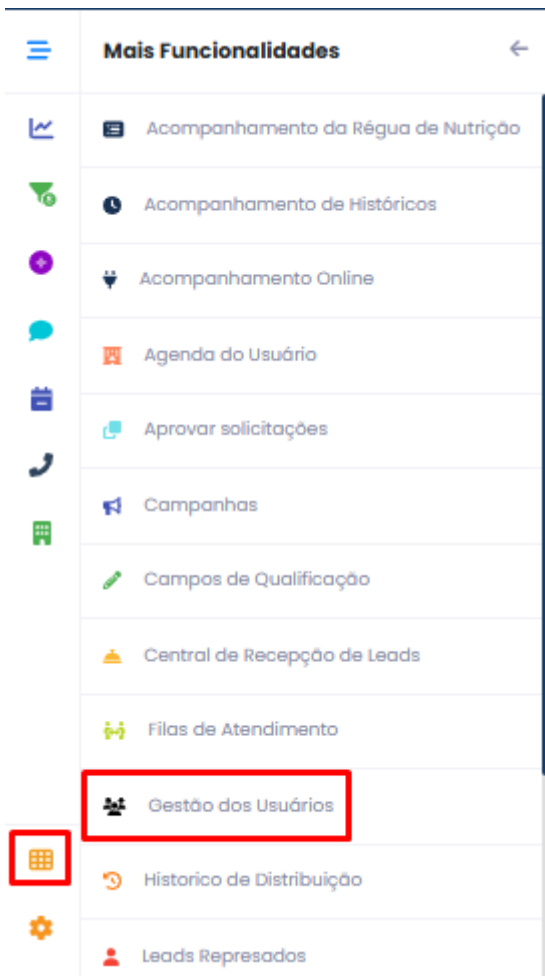 Mais Funcionalidades
Acompanhamento da Régua de Nutrição
Acompanhamento de Históricos
Acompanhamento Online
Agenda do Usuário
Aprovar solicitações
Campanhas
Campos de Qualificação
Central de Recepção de Leads
Filas de Atendimento
Gestão dos Usuários
Historico de Distribuição
Leads Represados